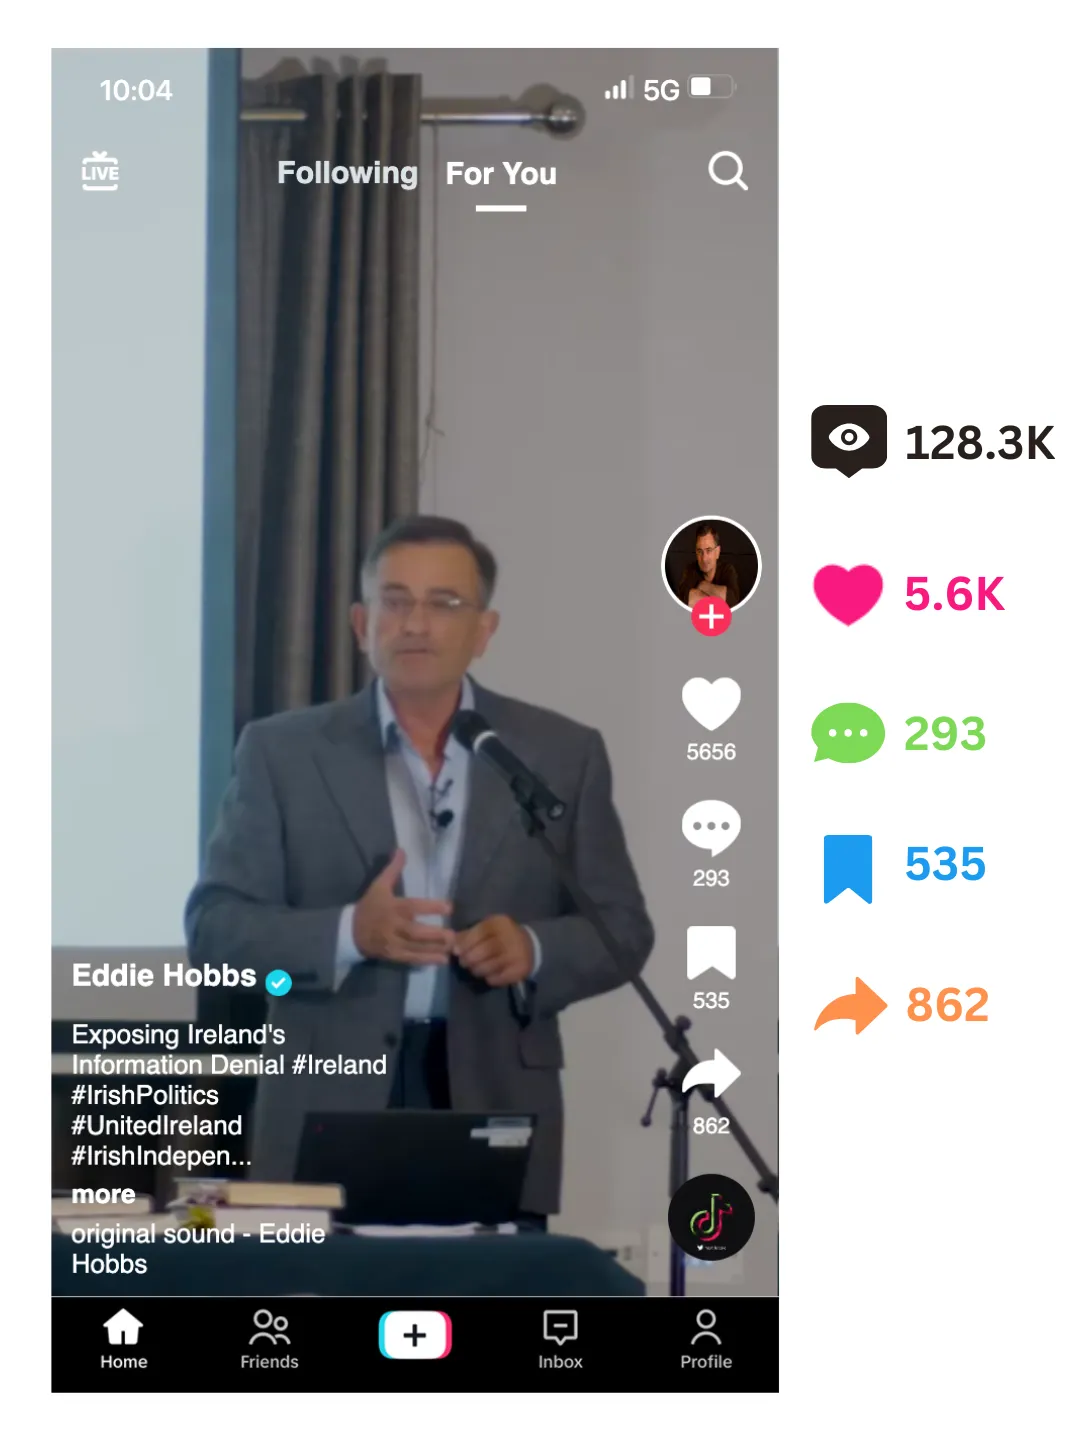 10:04
5G
LIVE
Following For You
128.3K
5.6K
5656
293
293
535
535
862
862
Eddie Hobbs
Exposing Ireland's
Information Denial #Ireland
#IrishPolitics
#UnitedIreland
#IrishIndepen...
more
original sound - Eddie
Hobbs
Home
Friends
Inbox
Profile